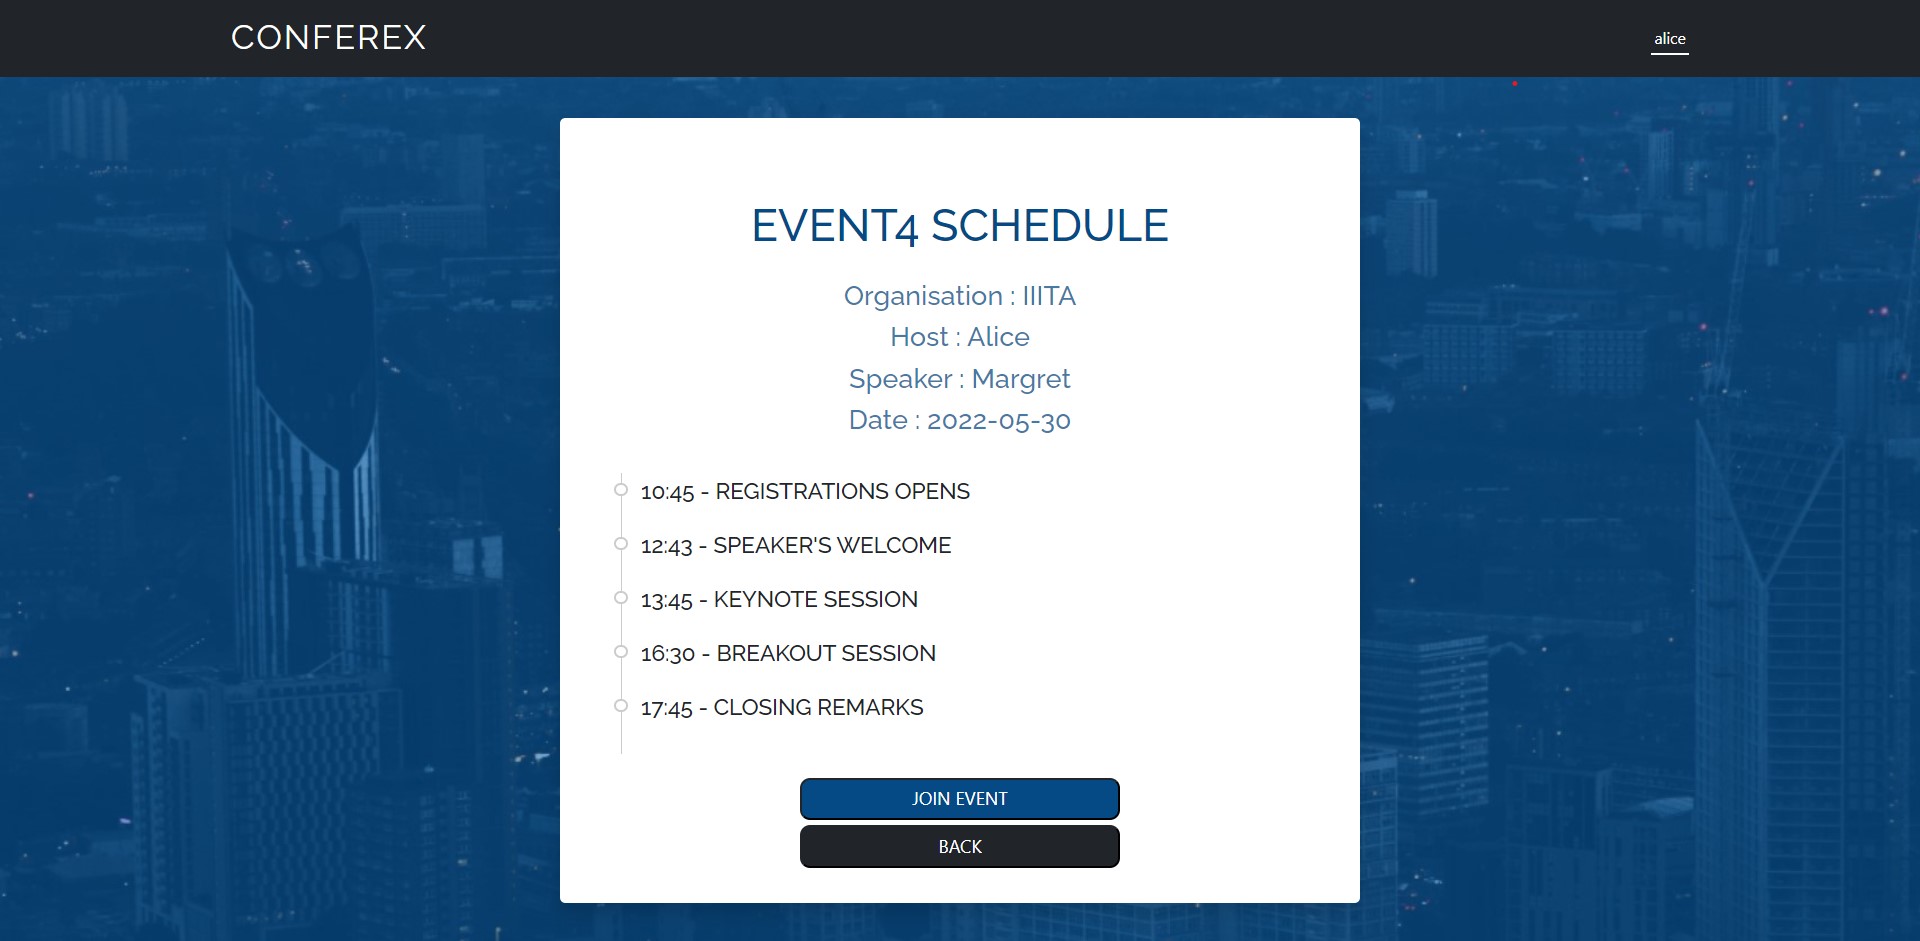 CONFEREX
alice
EVENT4 SCHEDULE
Organisation : IIITA
Host : Alice
Speaker : Margret
Date : 2022-05-30
10:45 - REGISTRATIONS OPENS
12:43 - SPEAKER'S WELCOME
13:45 - KEYNOTE SESSION
16:30 - BREAKOUT SESSION
17:45 - CLOSING REMARKS
JOIN EVENT
BACK